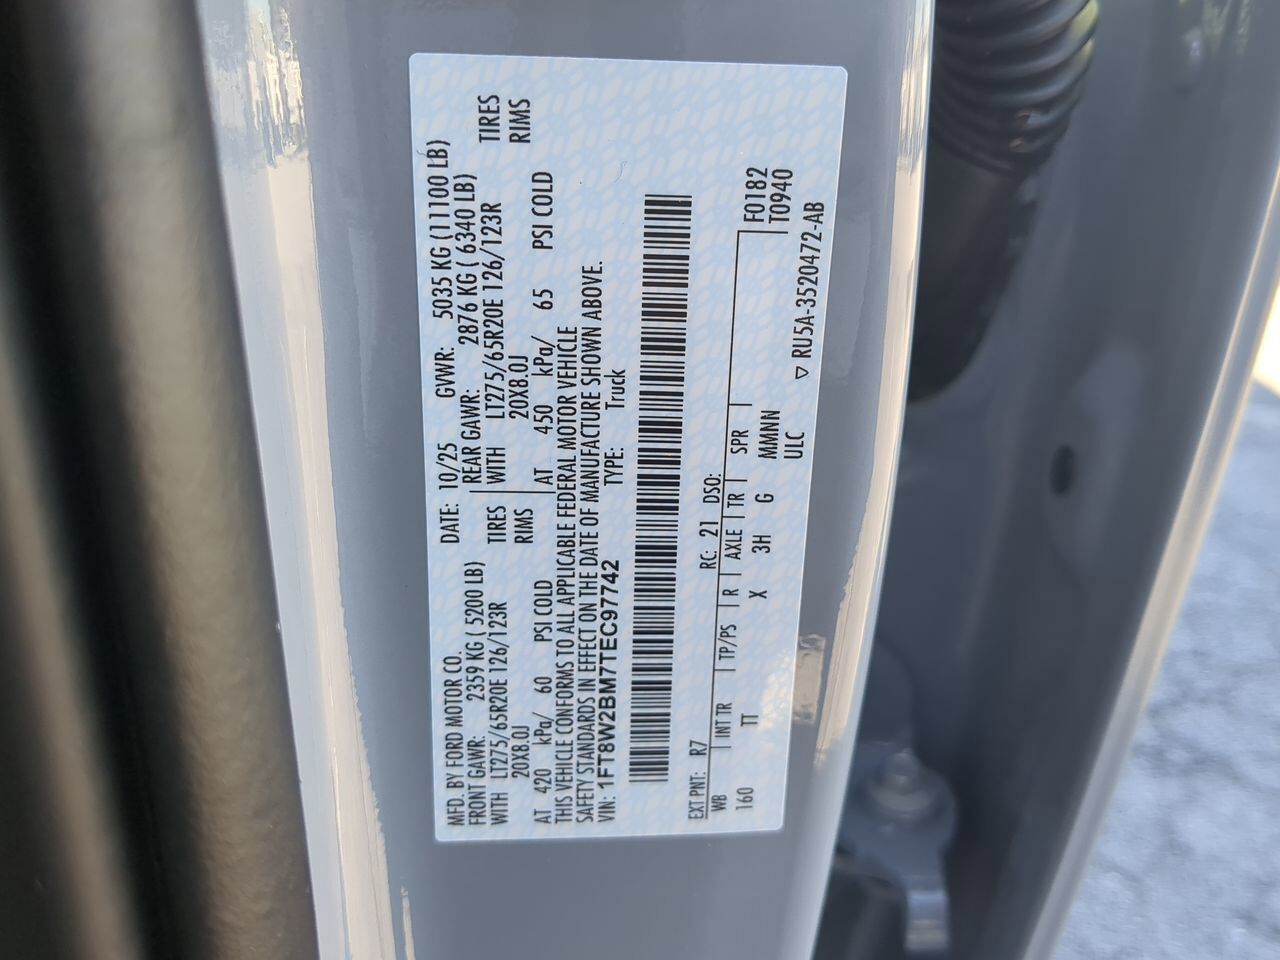 MFD. BY FORD MOTOR CO. DATE: 10/25 GVWR: 5035 KG (11100 LB)
FRONT GAWR: 2359 KG ( 5200 LB) REAR GAWR: 2876 KG ( 6340 LB)
WITH LT275/65R20E 126/123R TIRES WITH LT275/65R20E 126/123R TIRES
20X8.0J RIMS 20X8.0J RIMS
AT 420 kPa/ 60 PSI COLD AT 450 kPa/ 65 PSI COLD
THIS VEHICLE CONFORMS TO ALL APPLICABLE FEDERAL MOTOR VEHICLE
SAFETY STANDARDS IN EFFECT ON THE DATE OF MANUFACTURE SHOWN ABOVE.
VIN: 1FT8W2BM7TEC97742 TYPE: Truck
EXT PNT: R7 RC: 21 DSO:
WB INT TR TP/PS R AXLE TR SPR F0182
160 TT X 3H G MMNN T0940
ULC ▽ RU5A-3520472-AB